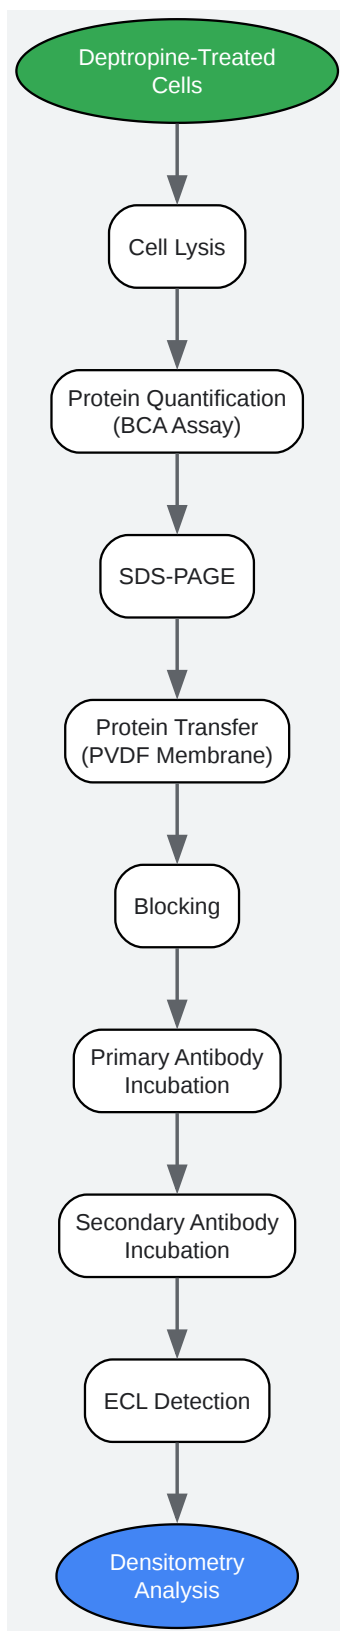 Deptropine-Treated
Cells
Cell Lysis
Protein Quantification
(BCA Assay)
SDS-PAGE
Protein Transfer
(PVDF Membrane)
Blocking
Primary Antibody
Incubation
Secondary Antibody
Incubation
ECL Detection
Densitometry
Analysis